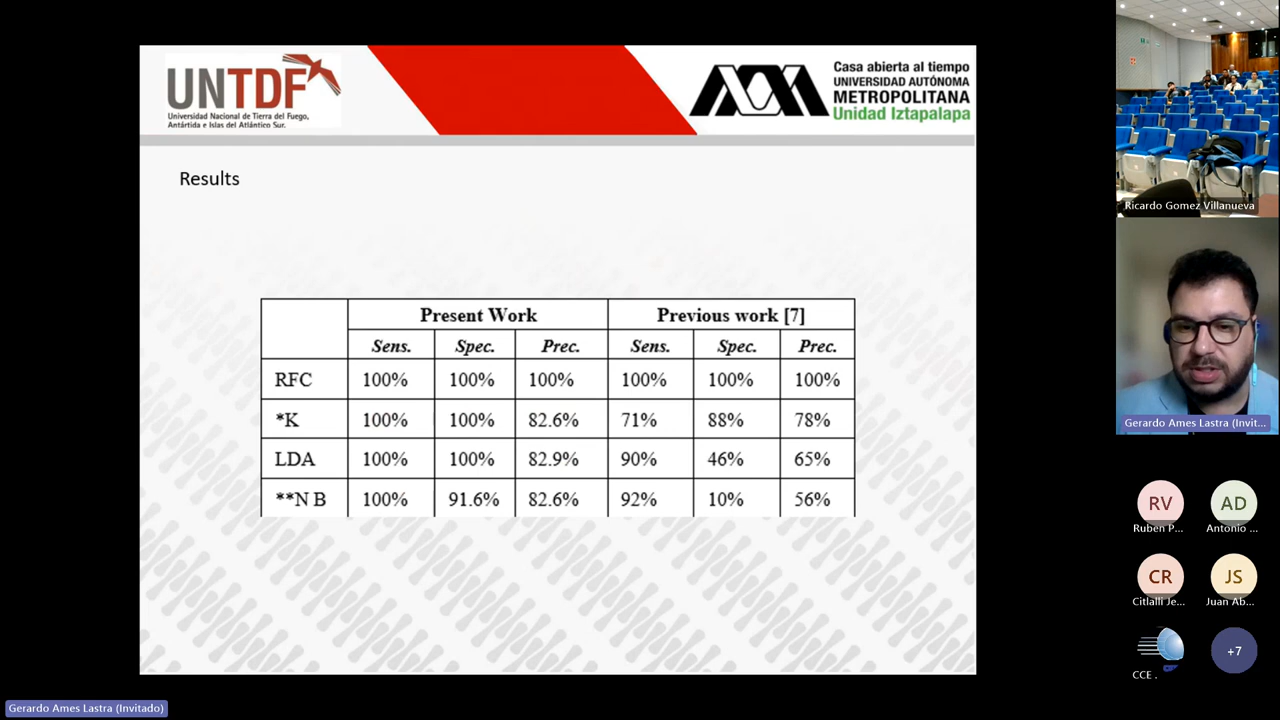 UNTDF
Universidad Nacional de Tierra del Fuego,
Antártida e Islas del Atlántico Sur.
Casa abierta al tiempo
UNIVERSIDAD AUTÓNOMA
METROPOLITANA
Unidad Iztapalapa
Results
Present Work Previous work [7]
Sens. Spec. Prec. Sens. Spec. Prec.
RFC 100% 100% 100% 100% 100% 100%
*K 100% 100% 82.6% 71% 88% 78%
LDA 100% 100% 82.9% 90% 46% 65%
**N B 100% 91.6% 82.6% 92% 10% 56%
Ricardo Gomez Villanueva
Gerardo Ames Lastra (Invit...
RV AD
Ruben P... Antonio ...
CR JS
Citlalli Je... Juan Ab...
+7
CCE .
Gerardo Ames Lastra (Invitado)